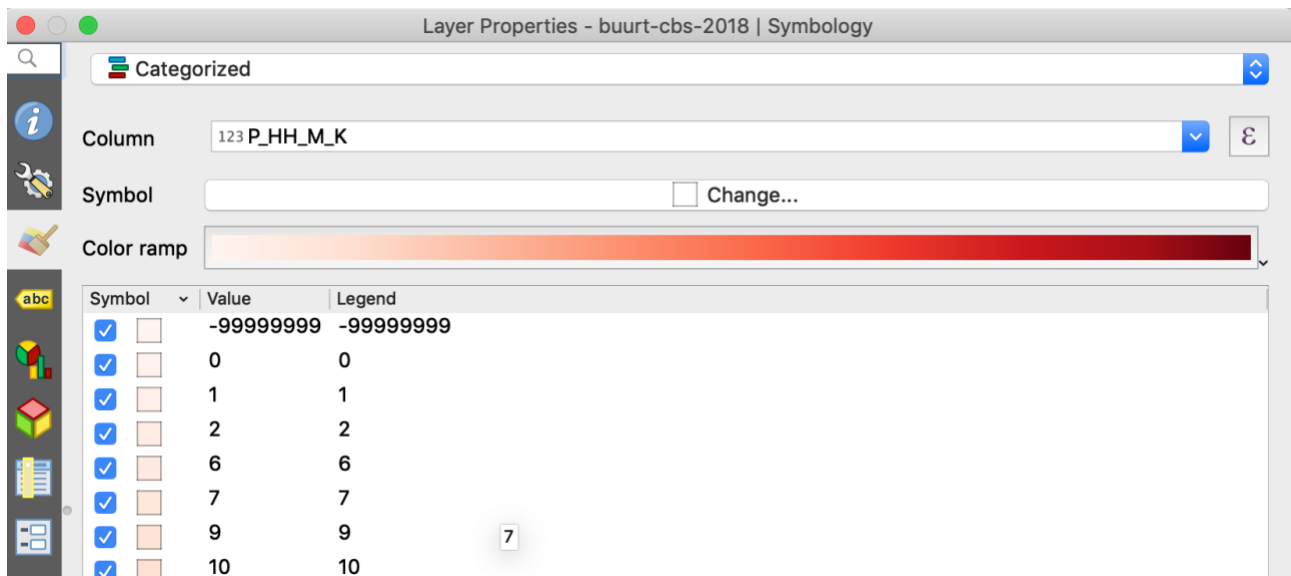 Layer Properties - buurt-cbs-2018 | Symbology
Categorized
Column 123 P_HH_M_K ε
Symbol Change...
Color ramp
abc
Symbol Value Legend
-99999999 -99999999
0 0
1 1
2 2
6 6
7 7
9 9
7
10 10